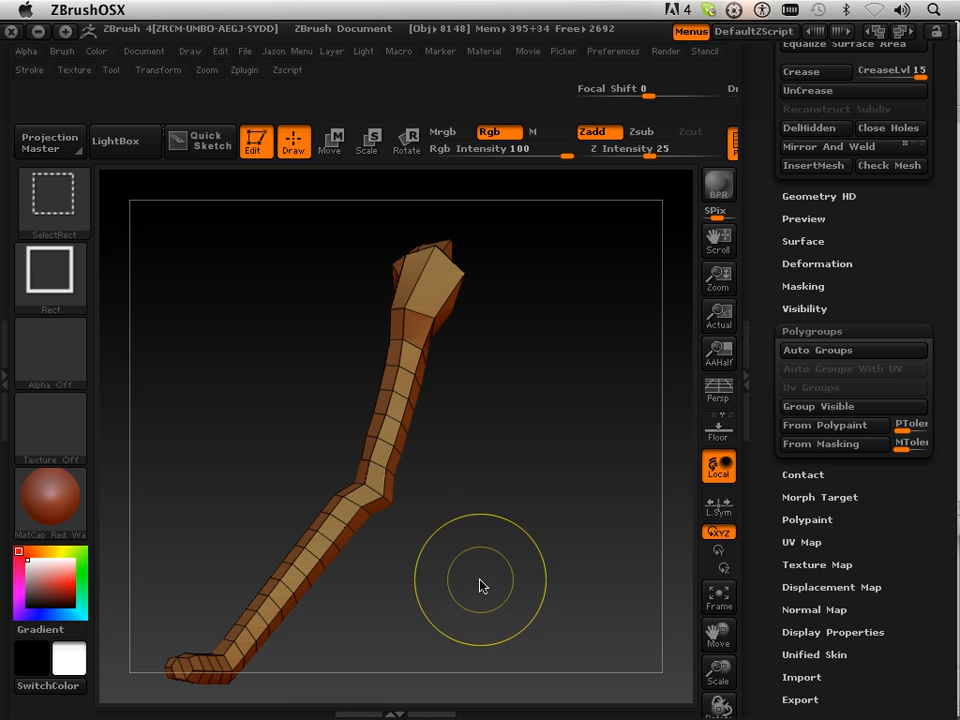 ZBrushOSX
4
ZBrush 4[ZRCM-UMBO-AEGJ-SYDD] ZBrush Document [Obj▸8148] Mem▸395+34 Free▸2692 Menus DefaultZScript
Alpha Brush Color Document Draw Edit File Jason Menu Layer Light Macro Marker Material Movie Picker Preferences Render Stencil
Stroke Texture Tool Transform Zoom Zplugin Zscript
Focal Shift 0
Projection Master
LightBox
Quick Sketch
Edit
Draw
Move
Scale
Rotate
Mrgb Rgb M
Rgb Intensity 100
Zadd Zsub Zcut
Z Intensity 25
SelectRect
Rect
Alpha Off
Texture Off
MatCap Red Wa
Gradient
SwitchColor
BPR
SPix
Scroll
Zoom
Actual
AAHalf
Persp
Floor
Local
L.Sym
XYZ
Frame
Move
Scale
Equalize Surface Area
Crease CreaseLvl 15
UnCrease
Reconstruct Subdiv
DelHidden Close Holes
Mirror And Weld
InsertMesh Check Mesh
Geometry HD
Preview
Surface
Deformation
Masking
Visibility
Polygroups
Auto Groups
Auto Groups With UV
Uv Groups
Group Visible
From Polypaint PToler
From Masking MToler
Contact
Morph Target
Polypaint
UV Map
Texture Map
Displacement Map
Normal Map
Display Properties
Unified Skin
Import
Export